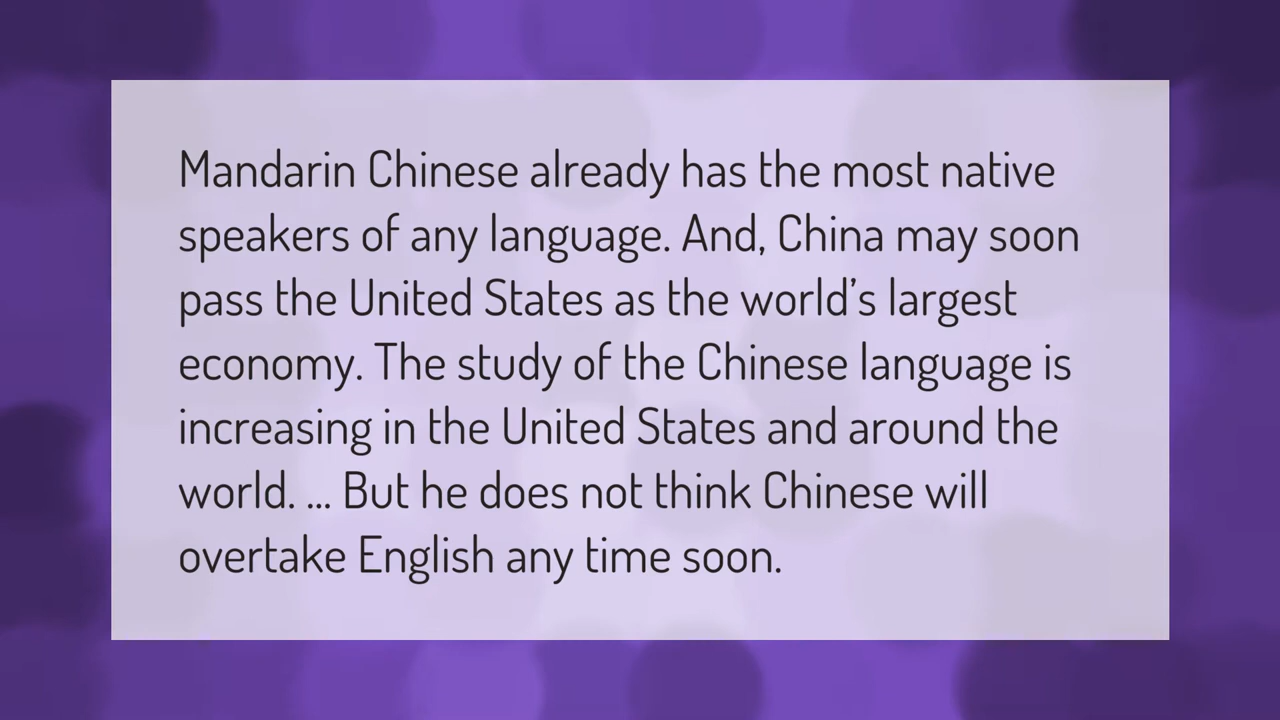 Mandarin Chinese already has the most native
speakers of any language. And, China may soon
pass the United States as the world’s largest
economy. The study of the Chinese language is
increasing in the United States and around the
world. ... But he does not think Chinese will
overtake English any time soon.